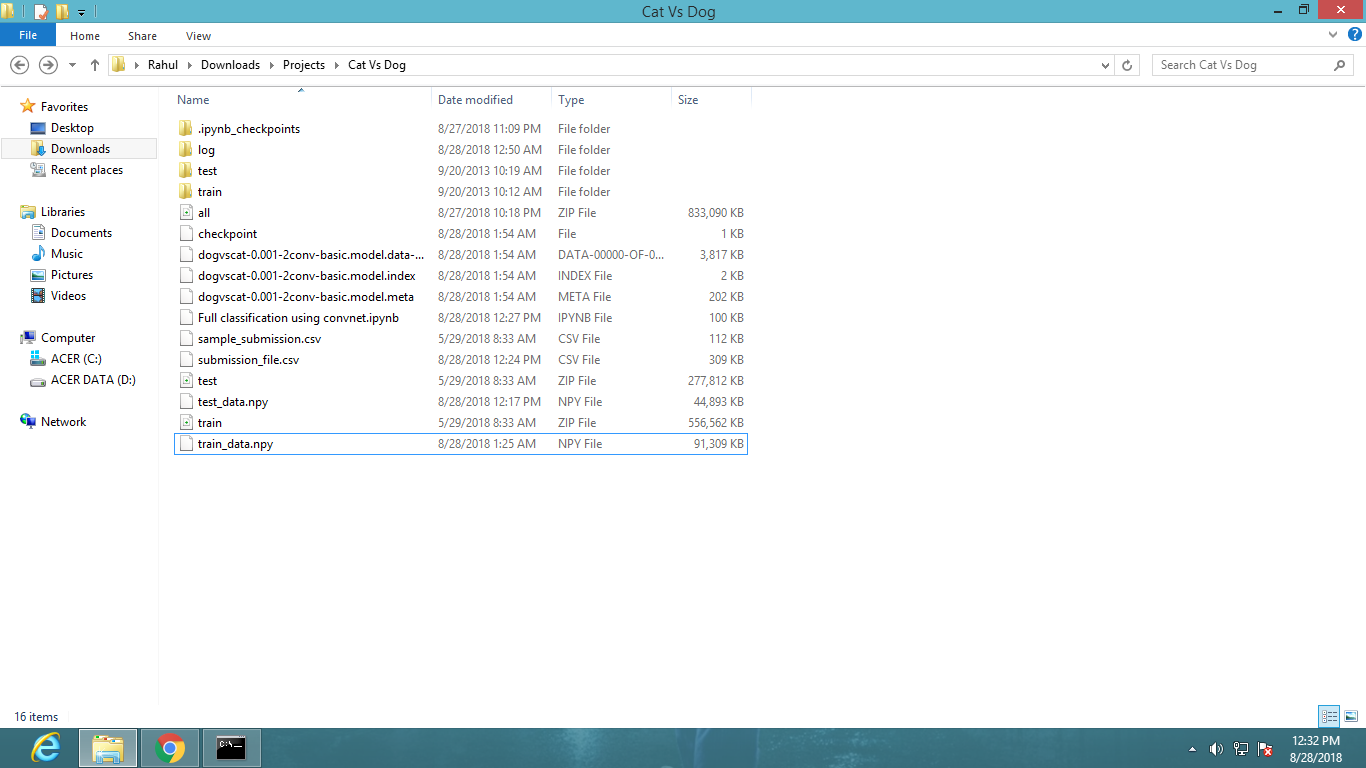 Cat Vs Dog
File Home Share View
Rahul Downloads Projects Cat Vs Dog Search Cat Vs Dog
Name Date modified Type Size
Favorites
Desktop
Downloads
Recent places
Libraries
Documents
Music
Pictures
Videos
Computer
ACER (C:)
ACER DATA (D:)
Network
.ipynb_checkpoints 8/27/2018 11:09 PM File folder
log 8/28/2018 12:50 AM File folder
test 9/20/2013 10:19 AM File folder
train 9/20/2013 10:12 AM File folder
all 8/27/2018 10:18 PM ZIP File 833,090 KB
checkpoint 8/28/2018 1:54 AM File 1 KB
dogvscat-0.001-2conv-basic.model.data-... 8/28/2018 1:54 AM DATA-00000-OF-0... 3,817 KB
dogvscat-0.001-2conv-basic.model.index 8/28/2018 1:54 AM INDEX File 2 KB
dogvscat-0.001-2conv-basic.model.meta 8/28/2018 1:54 AM META File 202 KB
Full classification using convnet.ipynb 8/28/2018 12:27 PM IPYNB File 100 KB
sample_submission.csv 5/29/2018 8:33 AM CSV File 112 KB
submission_file.csv 8/28/2018 12:24 PM CSV File 309 KB
test 5/29/2018 8:33 AM ZIP File 277,812 KB
test_data.npy 8/28/2018 12:17 PM NPY File 44,893 KB
train 5/29/2018 8:33 AM ZIP File 556,562 KB
train_data.npy 8/28/2018 1:25 AM NPY File 91,309 KB
16 items
C:\
12:32 PM
8/28/2018